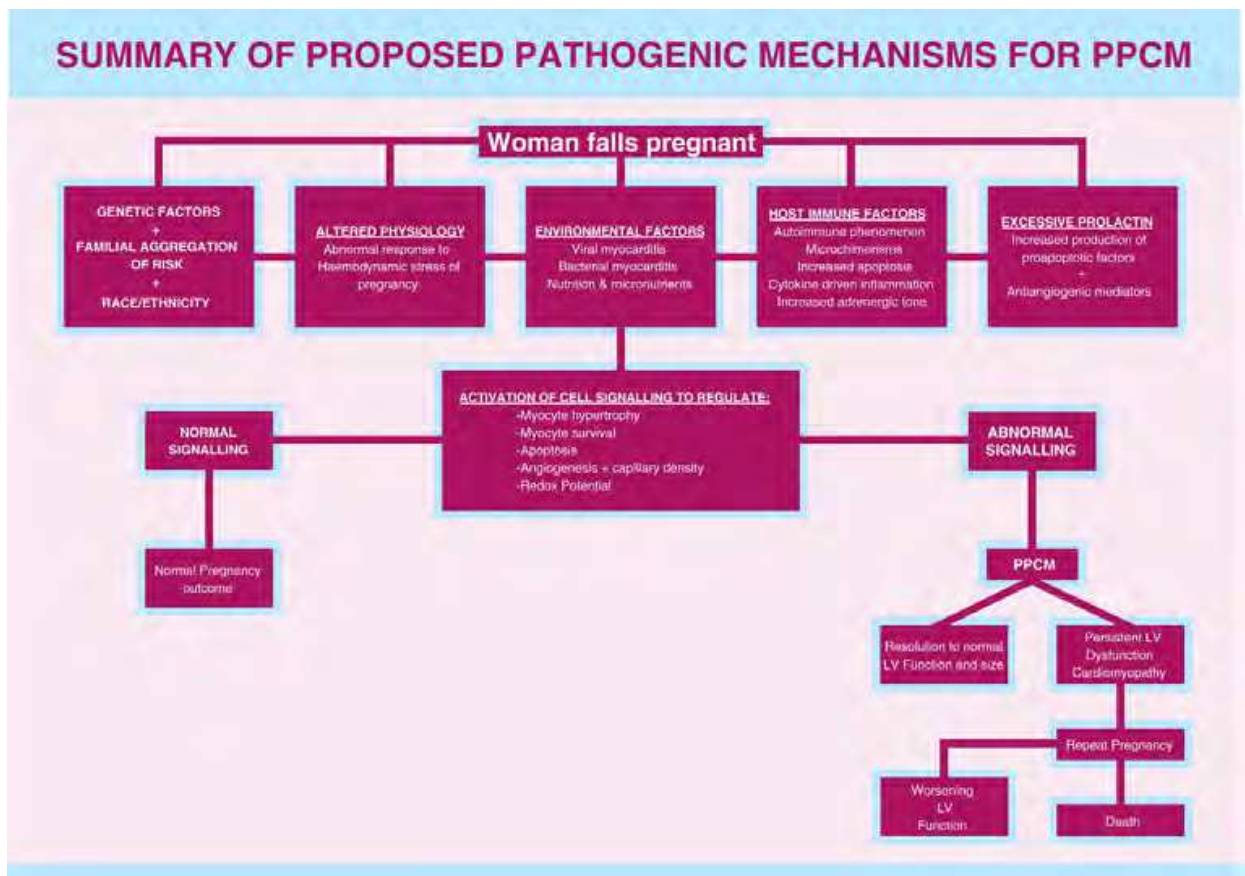 SUMMARY OF PROPOSED PATHOGENIC MECHANISMS FOR PPCM
Woman falls pregnant
GENETIC FACTORS
+
FAMILIAL AGGREGATION
OF RISK
+
RACE/ETHNICITY
ALTERED PHYSIOLOGY
Abnormal response to
Haemodynamic stress of
pregnancy
ENVIRONMENTAL FACTORS
Viral myocarditis
Bacterial myocarditis
Nutrition & micronutrients
HOST IMMUNE FACTORS
Autoimmune phenomenon
Microchimerisms
Increased apoptosis
Cytokine driven inflammation
Increased adrenergic tone
EXCESSIVE PROLACTIN
Increased production of
proapoptotic factors
+
Antiangiogenic mediators
ACTIVATION OF CELL SIGNALLING TO REGULATE:
-Myocyte hypertrophy
-Myocyte survival
-Apoptosis
-Angiogenesis + capillary density
-Redox Potential
NORMAL
SIGNALLING
Normal Pregnancy
outcome
ABNORMAL
SIGNALLING
PPCM
Resolution to normal
LV Function and size
Persistent LV
Dysfunction
Cardiomyopathy
Repeat Pregnancy
Worsening
LV
Function
Death